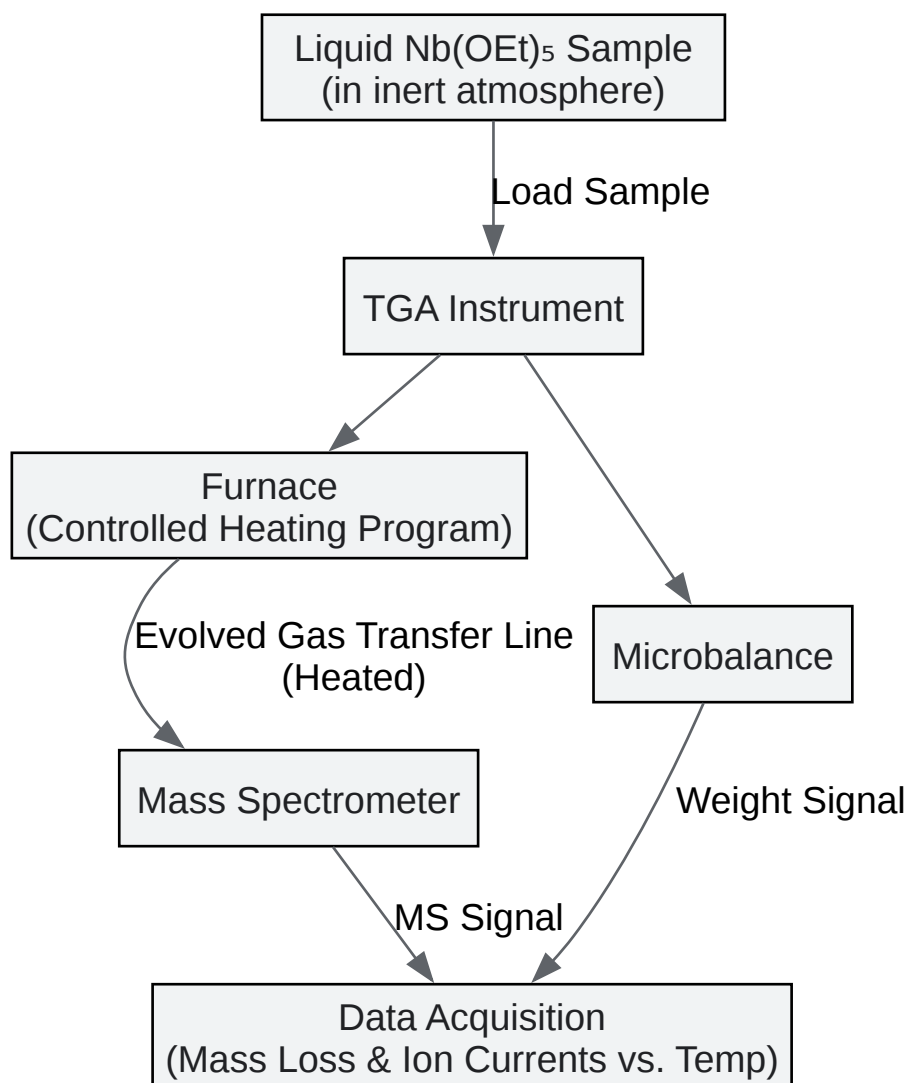 Liquid Nb(OEt)₅ Sample
(in inert atmosphere)
Load Sample
TGA Instrument
Furnace
(Controlled Heating Program)
Evolved Gas Transfer Line
(Heated)
Microbalance
Mass Spectrometer
Weight Signal
MS Signal
Data Acquisition
(Mass Loss & Ion Currents vs. Temp)